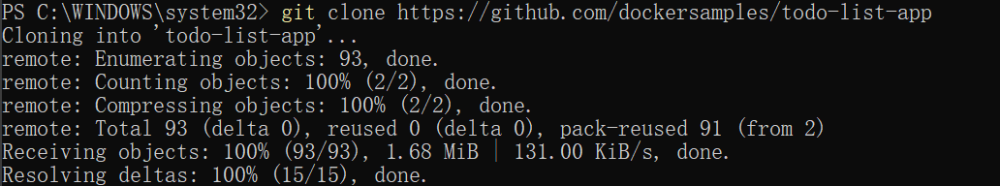 PS C:\WINDOWS\system32> git clone https://github.com/dockersamples/todo-list-app
Cloning into 'todo-list-app'...
remote: Enumerating objects: 93, done.
remote: Counting objects: 100% (2/2), done.
remote: Compressing objects: 100% (2/2), done.
remote: Total 93 (delta 0), reused 0 (delta 0), pack-reused 91 (from 2)
Receiving objects: 100% (93/93), 1.68 MiB | 131.00 KiB/s, done.
Resolving deltas: 100% (15/15), done.